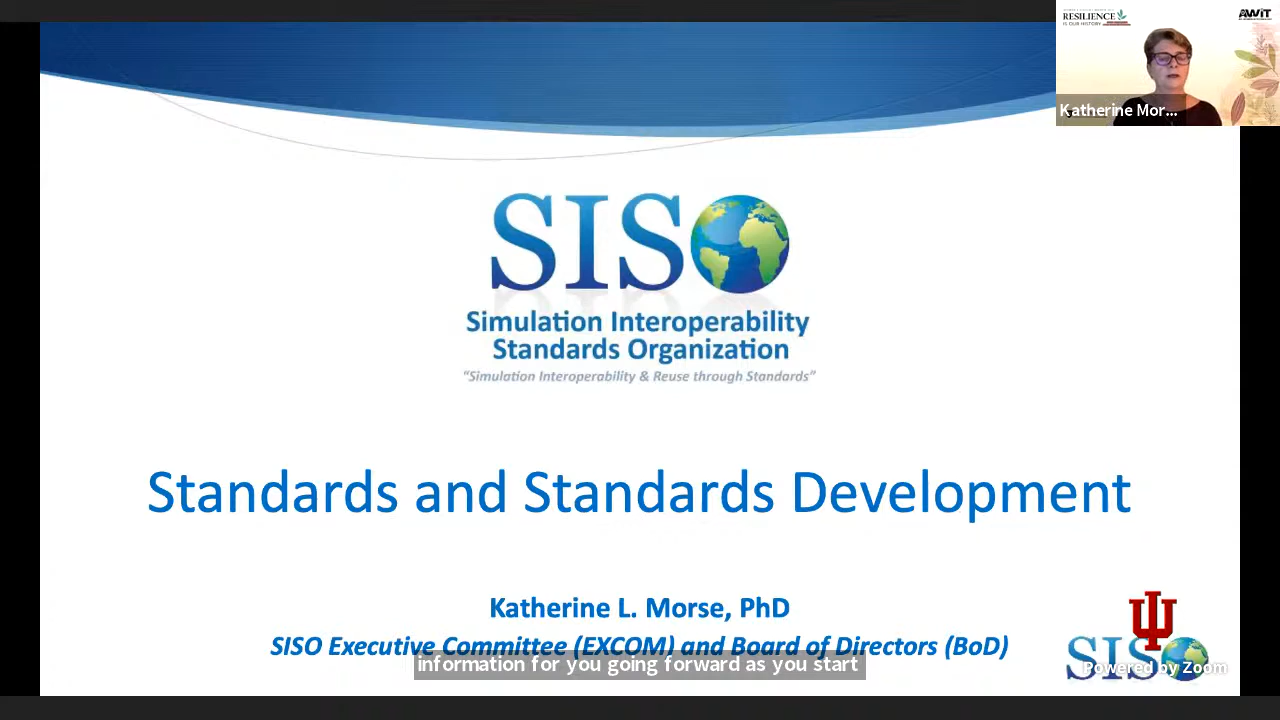 RESILIENCE
IS OUR HISTORY
AWIT
Katherine Mor...
SISO
Simulation Interoperability
Standards Organization
"Simulation Interoperability & Reuse through Standards"
Standards and Standards Development
Katherine L. Morse, PhD
SISO Executive Committee (EXCOM) and Board of Directors (BoD)
information for you going forward as you start
SISO
Powered by Zoom